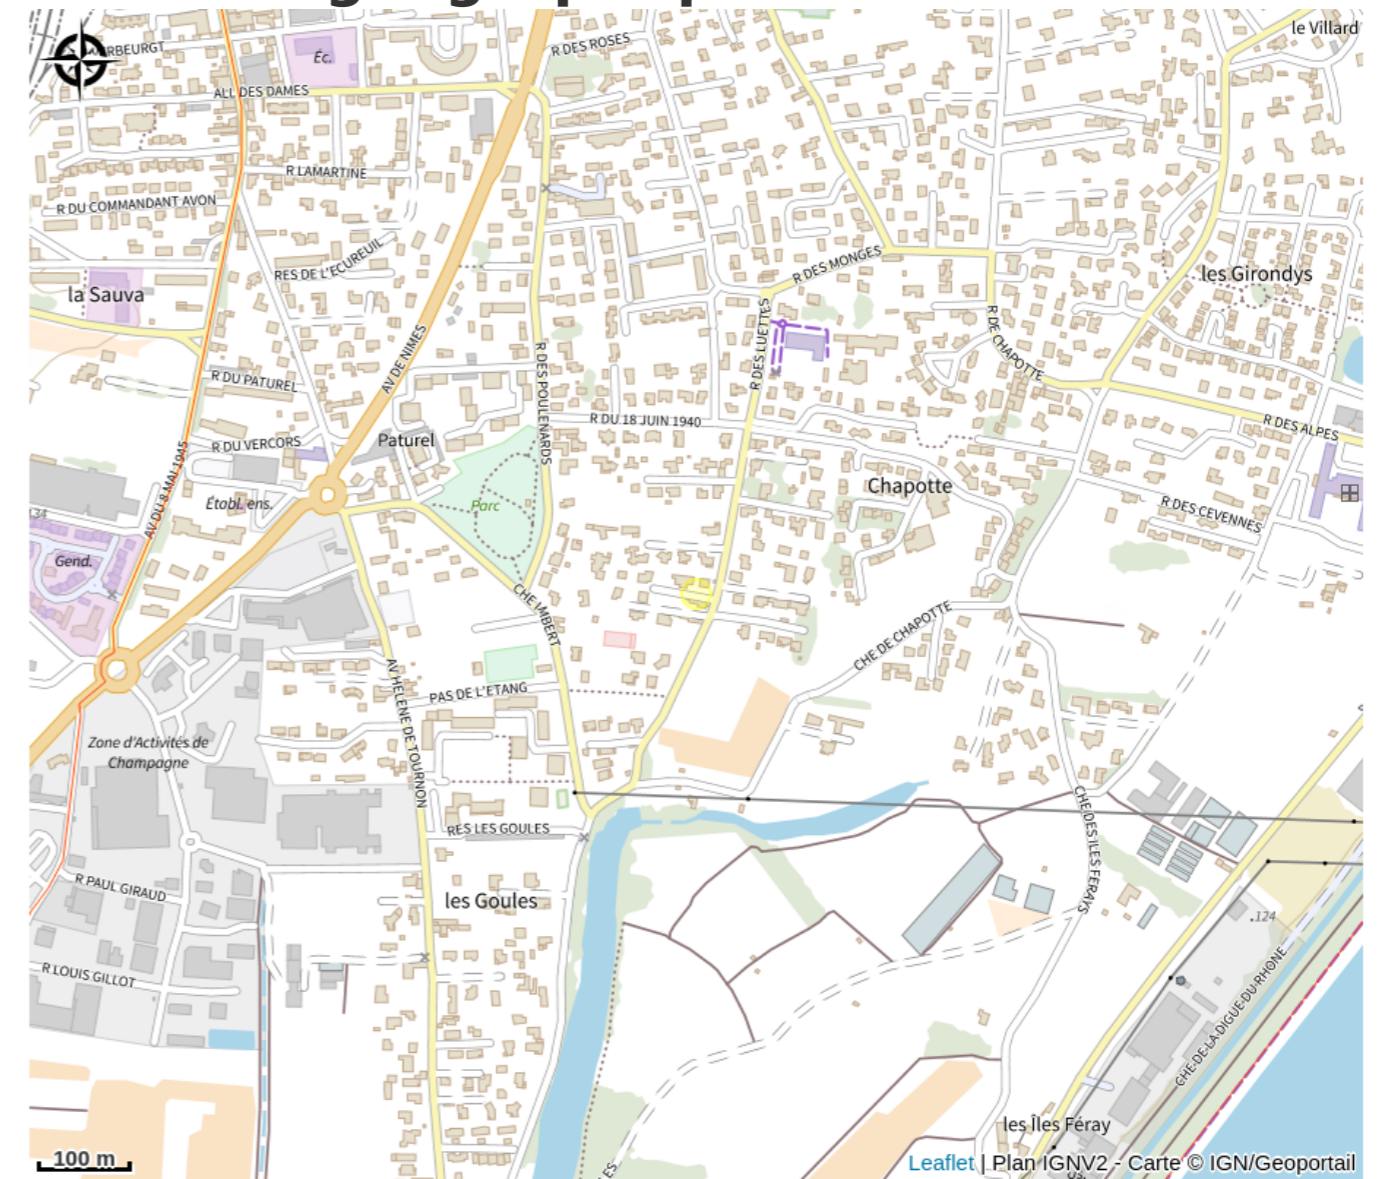 le Villard
R DES ROSES
Éc.
ALL DES DAMES
R LAMARTINE
R DU COMMANDANT AVON
RES DE L'ECUREUIL
R DES MONGES
les Girondys
la Sauva
R DES LUETTES
R DE CHAPOTTE
AV DE NIMES
R DES POULENARDS
R DU PATUREL
R DU 18 JUIN 1940
R DES ALPES
Paturel
R DU VERCORS
AV DU 8 MAI 1945
Chapotte
Établ. ens.
Parc
R DES CEVENNES
134
Gend.
CHE IMBERT
CHE DE CHAPOTTE
AV HELENE DE TOURNON
PAS DE L'ETANG
Zone d'Activités de
Champagne
RES LES GOULES
CHE DES ILES FERAYS
R PAUL GIRAUD
les Goules
.124
R LOUIS GILLOT
CHE DE LA DIGUE DU RHONE
les Îles Féray
100 m
Leaflet | Plan IGNV2 - Carte © IGN/Geoportail